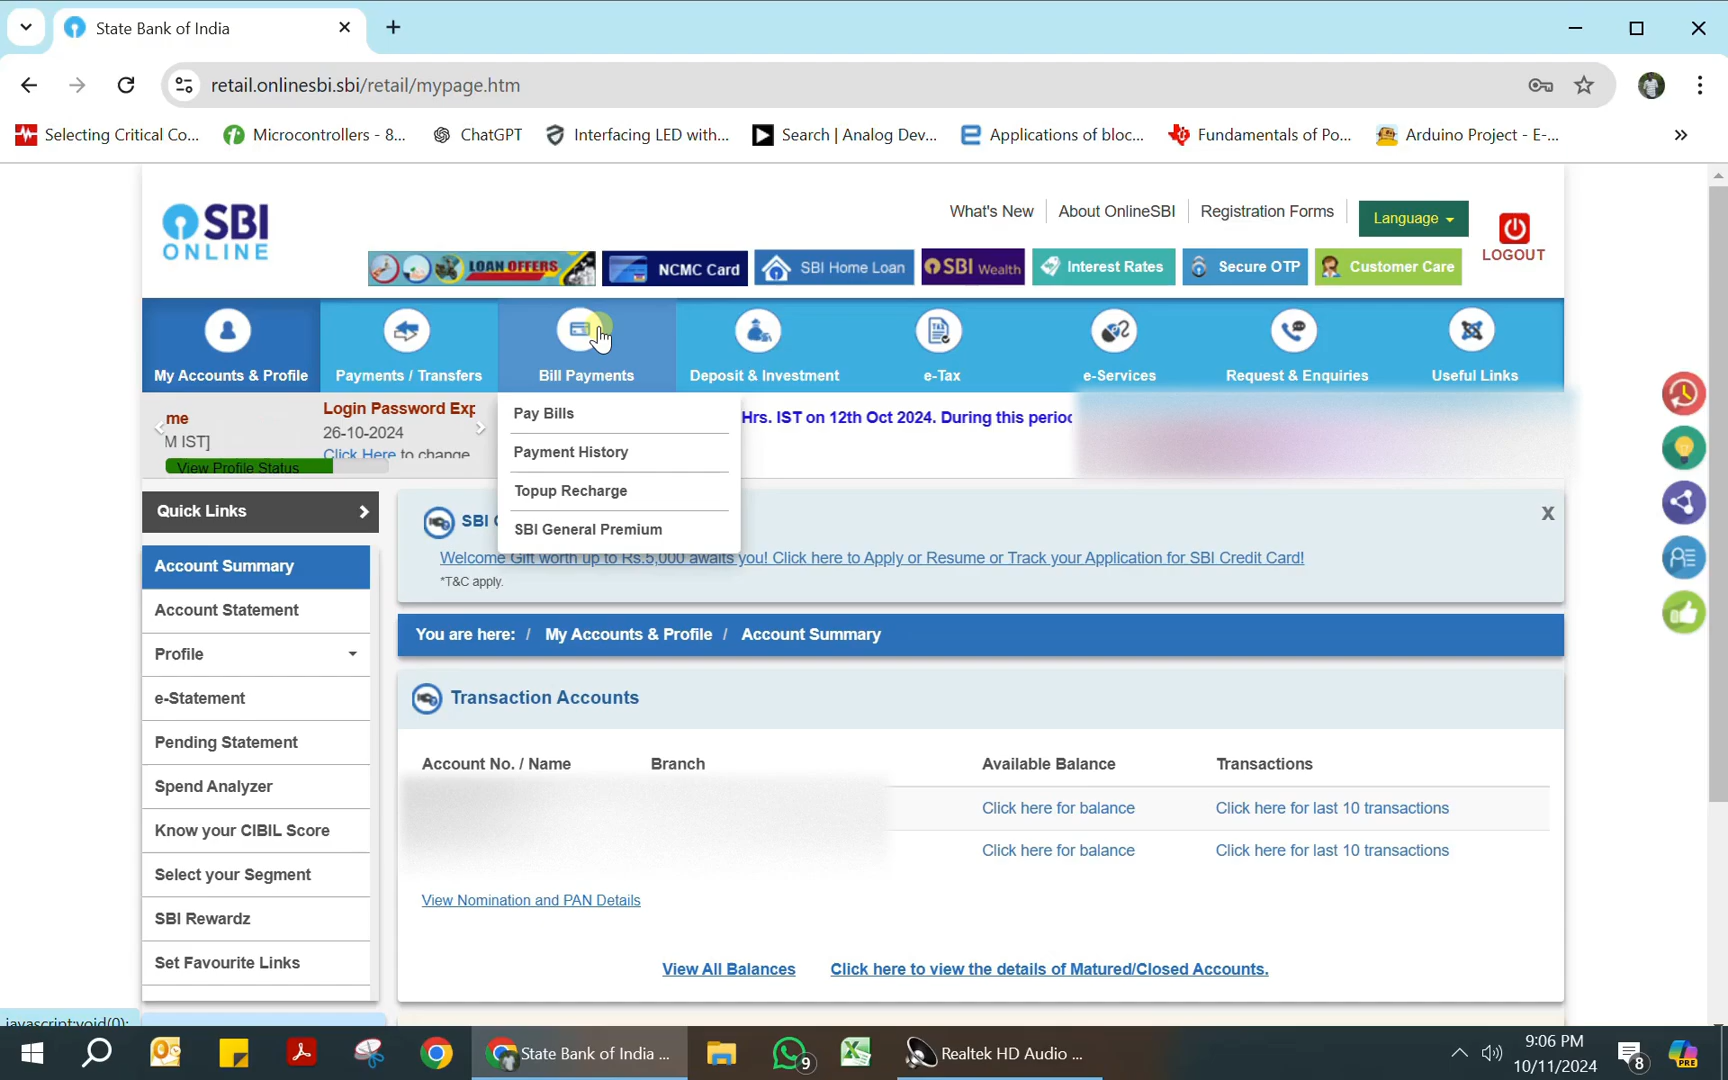 State Bank of India
retail.onlinesbi.sbi/retail/mypage.htm
Selecting Critical Co...
Microcontrollers - 8...
ChatGPT
Interfacing LED with...
Search | Analog Dev...
Applications of bloc...
Fundamentals of Po...
Arduino Project - E-...
SBI
ONLINE
What's New
About OnlineSBI
Registration Forms
Language
LOGOUT
LOAN OFFERS
NCMC Card
SBI Home Loan
SBI Wealth
Interest Rates
Secure OTP
Customer Care
My Accounts & Profile
Payments / Transfers
Bill Payments
Deposit & Investment
e-Tax
e-Services
Request & Enquiries
Useful Links
me
M IST]
View Profile Status
Login Password Exp
26-10-2024
Click Here to change
Hrs. IST on 12th Oct 2024. During this perioc
Pay Bills
Payment History
Topup Recharge
SBI General Premium
Quick Links
Account Summary
Account Statement
Profile
e-Statement
Pending Statement
Spend Analyzer
Know your CIBIL Score
Select your Segment
SBI Rewardz
Set Favourite Links
SBI
X
Welcome Gift worth up to Rs.5,000 awaits you! Click here to Apply or Resume or Track your Application for SBI Credit Card!
*T&C apply.
You are here: / My Accounts & Profile / Account Summary
Transaction Accounts
Account No. / Name Branch Available Balance Transactions
Click here for balance Click here for last 10 transactions
Click here for balance Click here for last 10 transactions
View Nomination and PAN Details
View All Balances Click here to view the details of Matured/Closed Accounts.
javascript:void(0);
State Bank of India ...
9
Realtek HD Audio ...
9:06 PM
10/11/2024
8
PRE